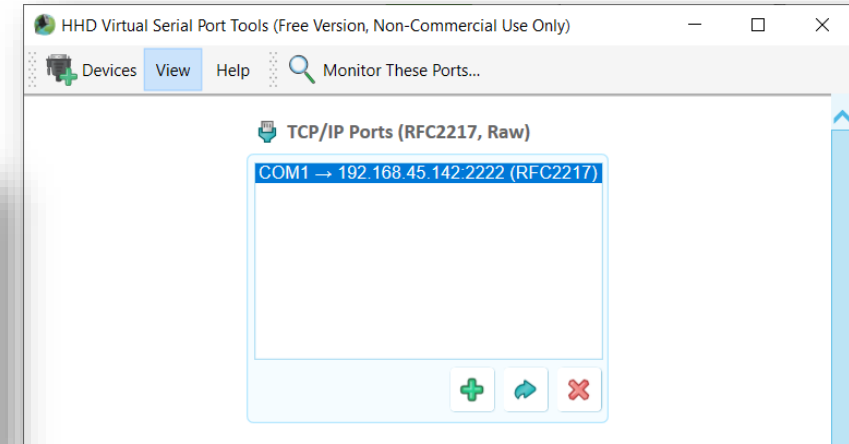 HHD Virtual Serial Port Tools (Free Version, Non-Commercial Use Only)
Devices View Help Monitor These Ports...
TCP/IP Ports (RFC2217, Raw)
COM1 → 192.168.45.142:2222 (RFC2217)